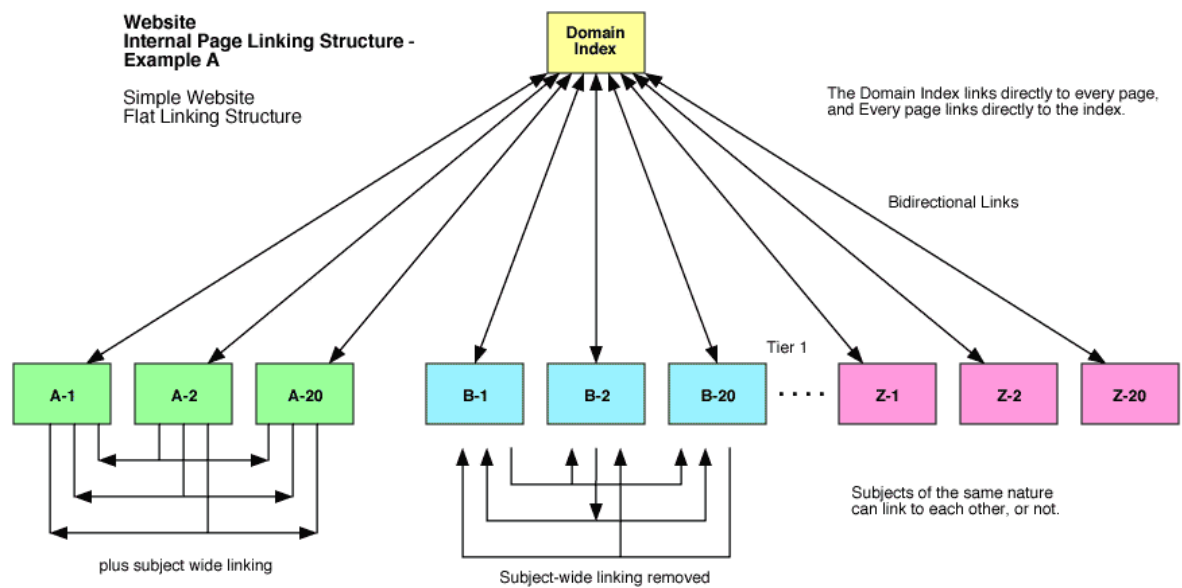 Website
Internal Page Linking Structure -
Example A
Simple Website
Flat Linking Structure
Domain
Index
The Domain Index links directly to every page,
and Every page links directly to the index.
Bidirectional Links
Tier 1
A-1
A-2
A-20
B-1
B-2
B-20
. . . .
Z-1
Z-2
Z-20
Subjects of the same nature
can link to each other, or not.
plus subject wide linking
Subject-wide linking removed